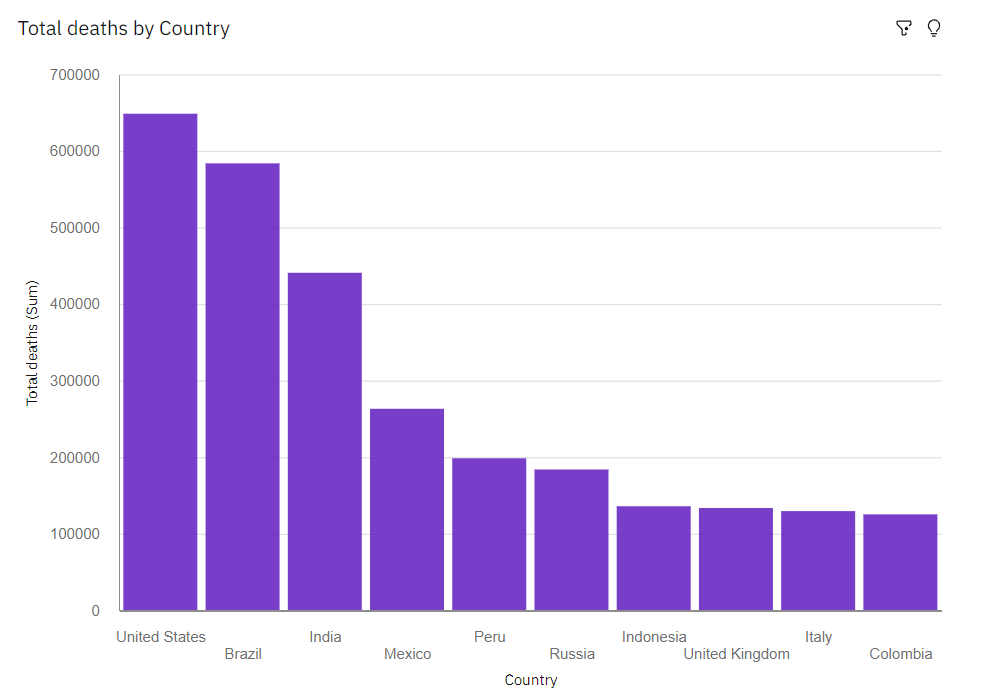 Total deaths by Country
700000
600000
500000
400000
300000
200000
100000
0
Total deaths (Sum)
United States
Brazil
India
Mexico
Peru
Russia
Indonesia
United Kingdom
Italy
Colombia
Country